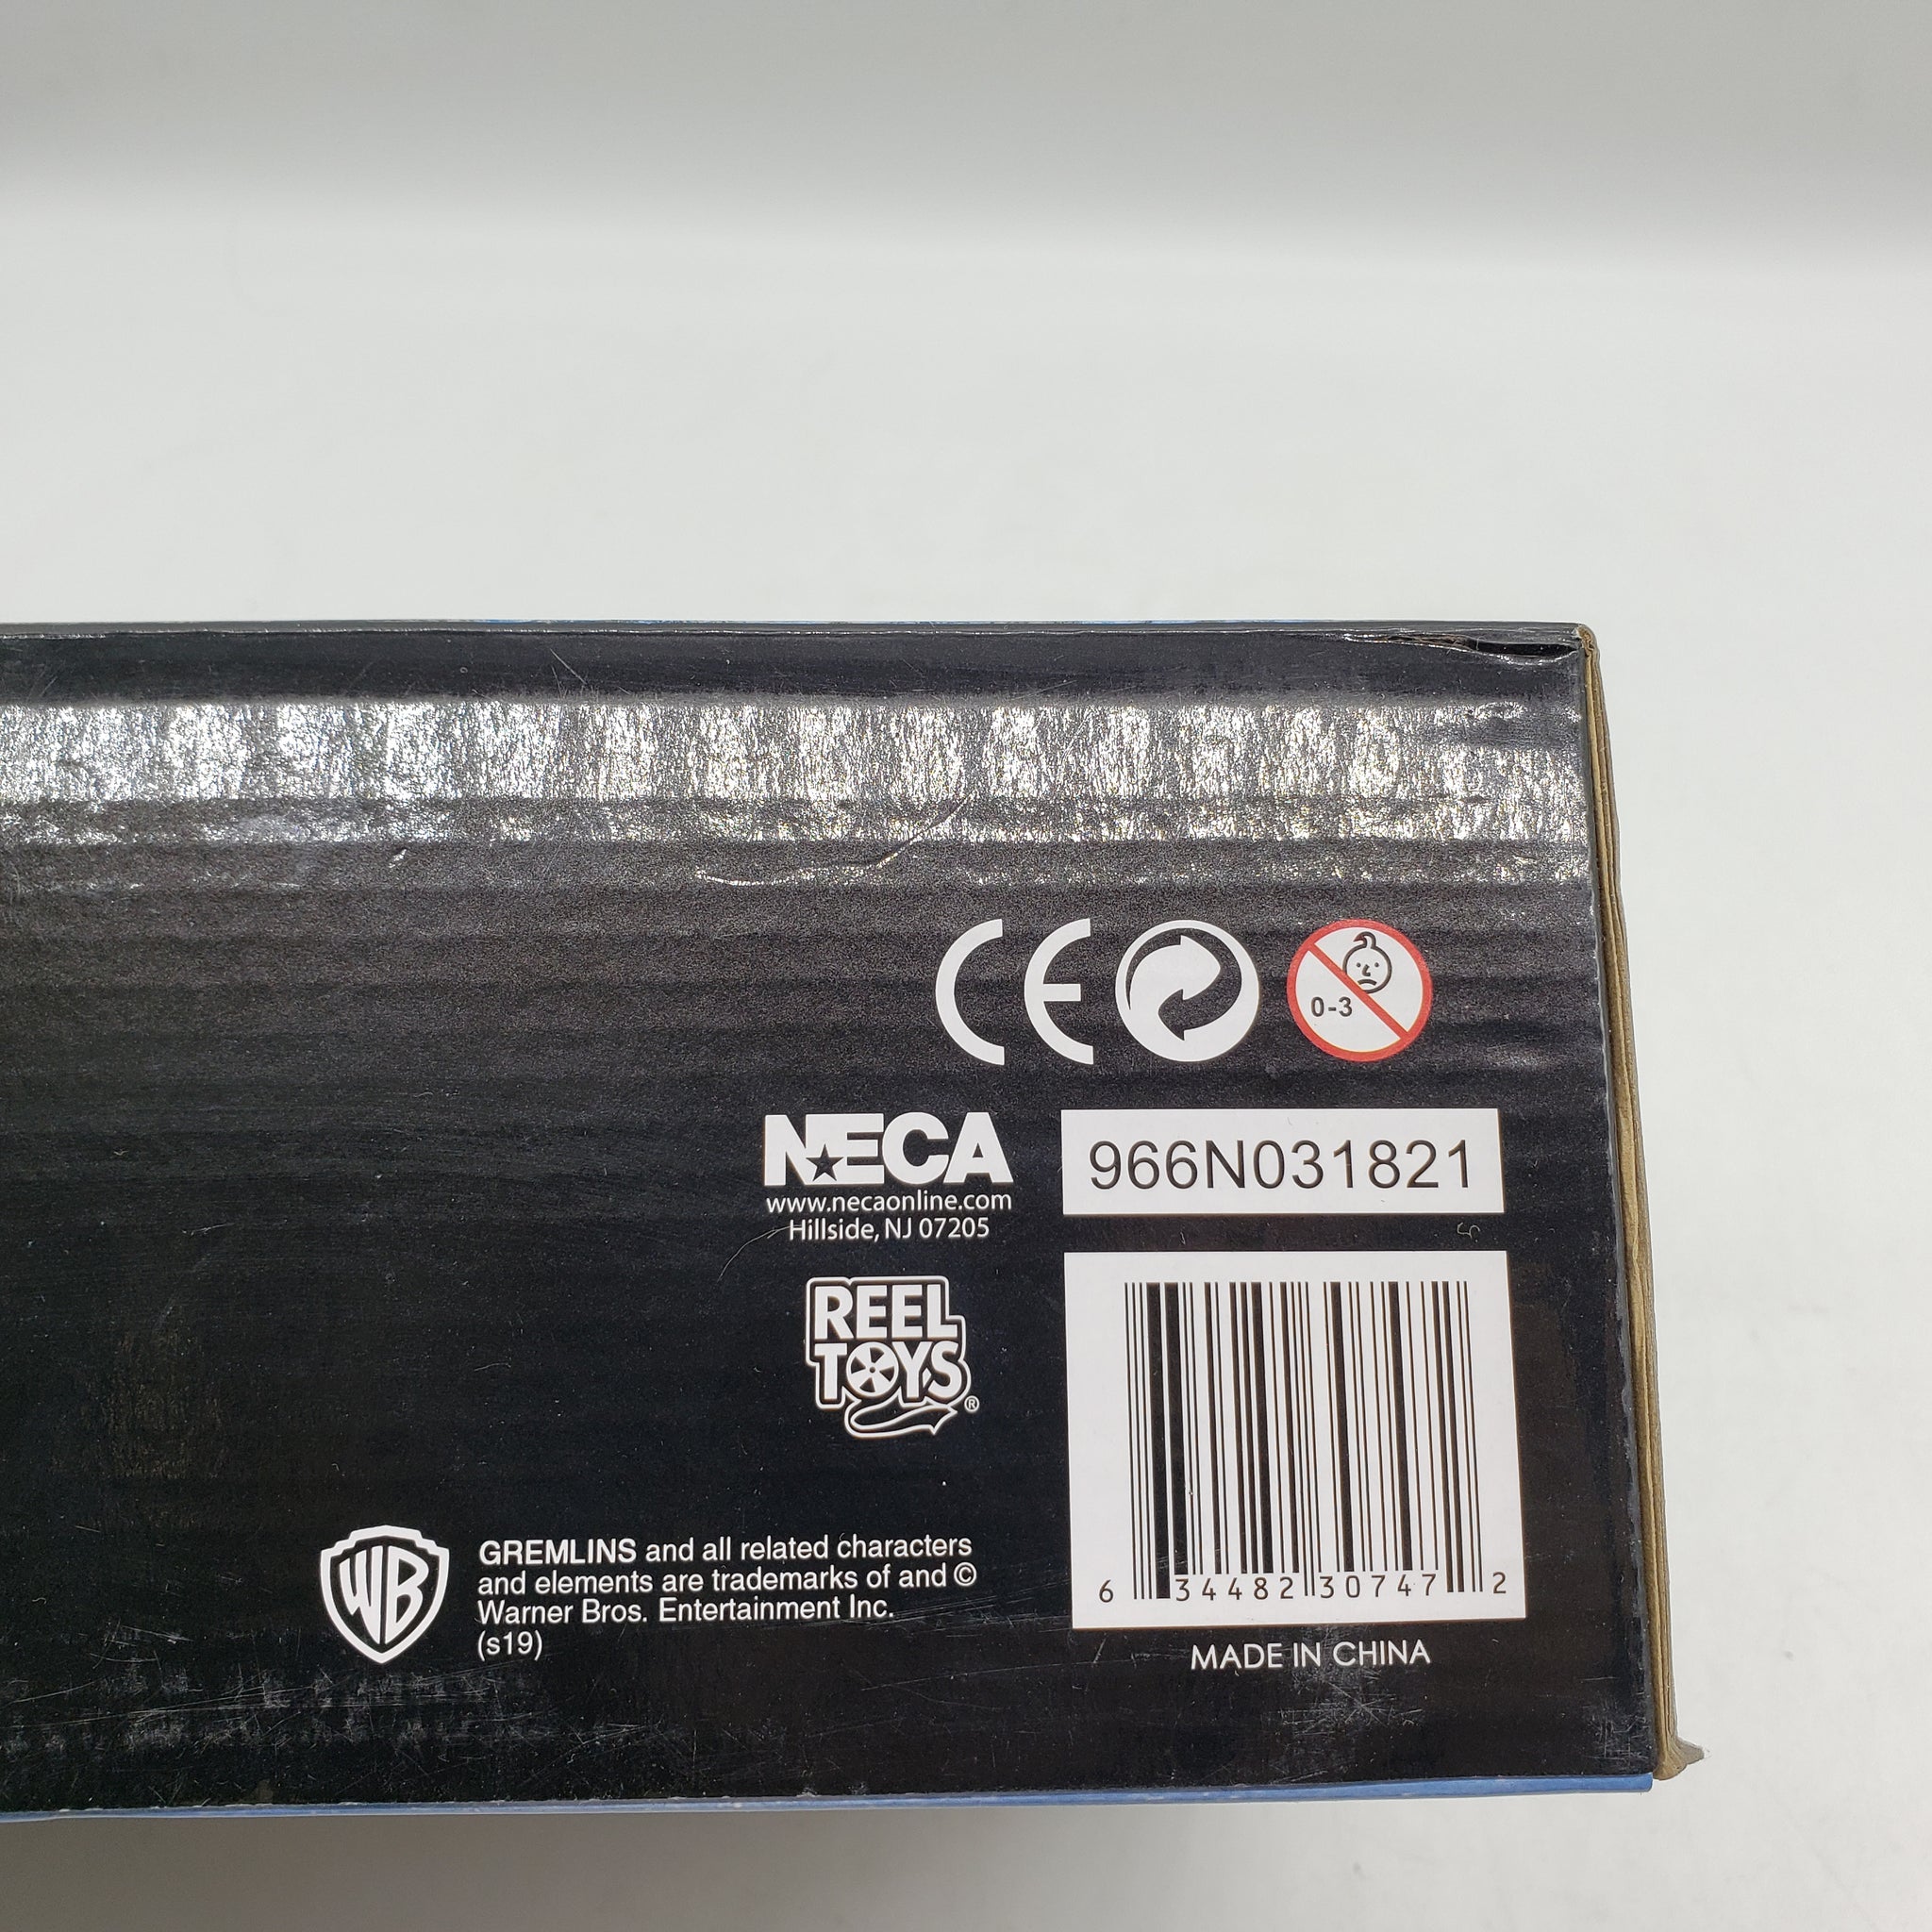 CE
0-3
NECA
www.necaonline.com
Hillside, NJ 07205
966N031821
REEL
TOYS®
6 34482 30747 2
MADE IN CHINA
WB
GREMLINS and all related characters
and elements are trademarks of and ©
Warner Bros. Entertainment Inc.
(s19)